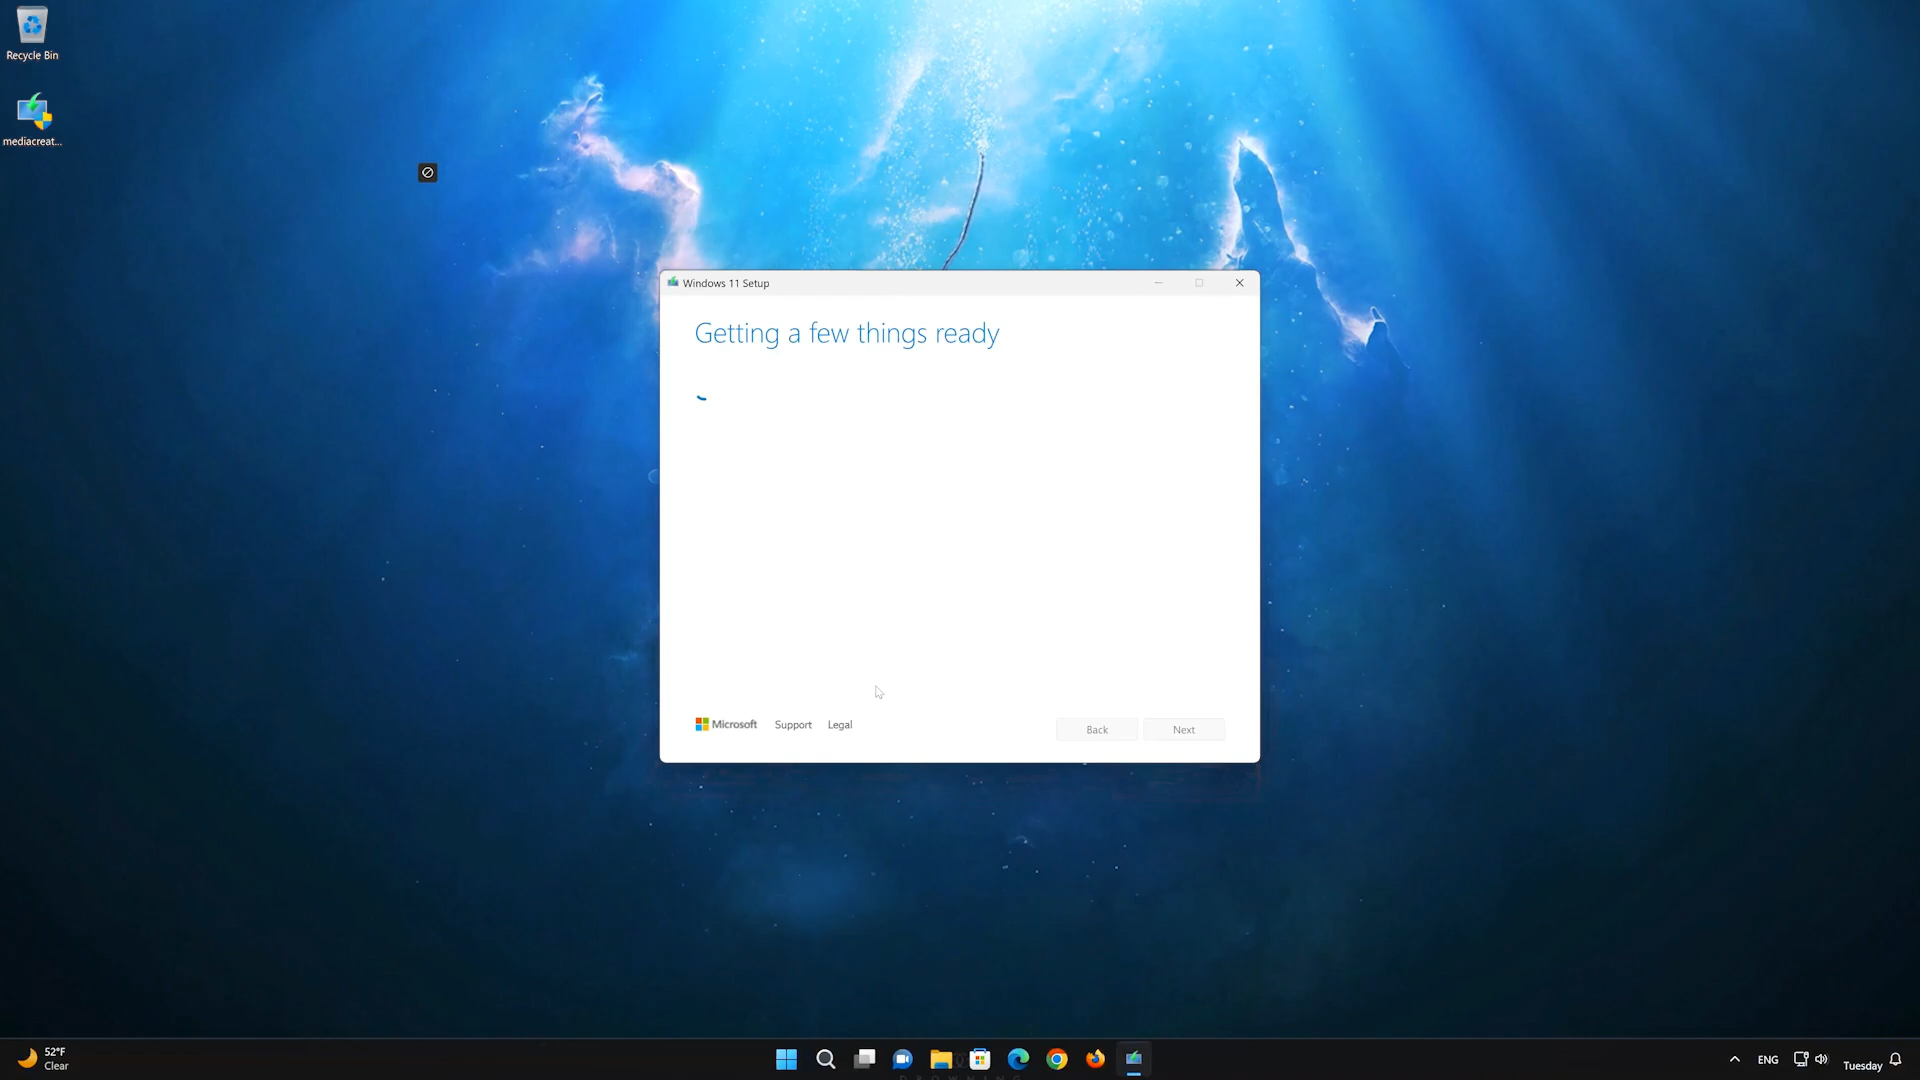 Recycle Bin
mediacreat...
Windows 11 Setup
Getting a few things ready
Microsoft
Support
Legal
Back
Next
52°F
Clear
ENG
Tuesday